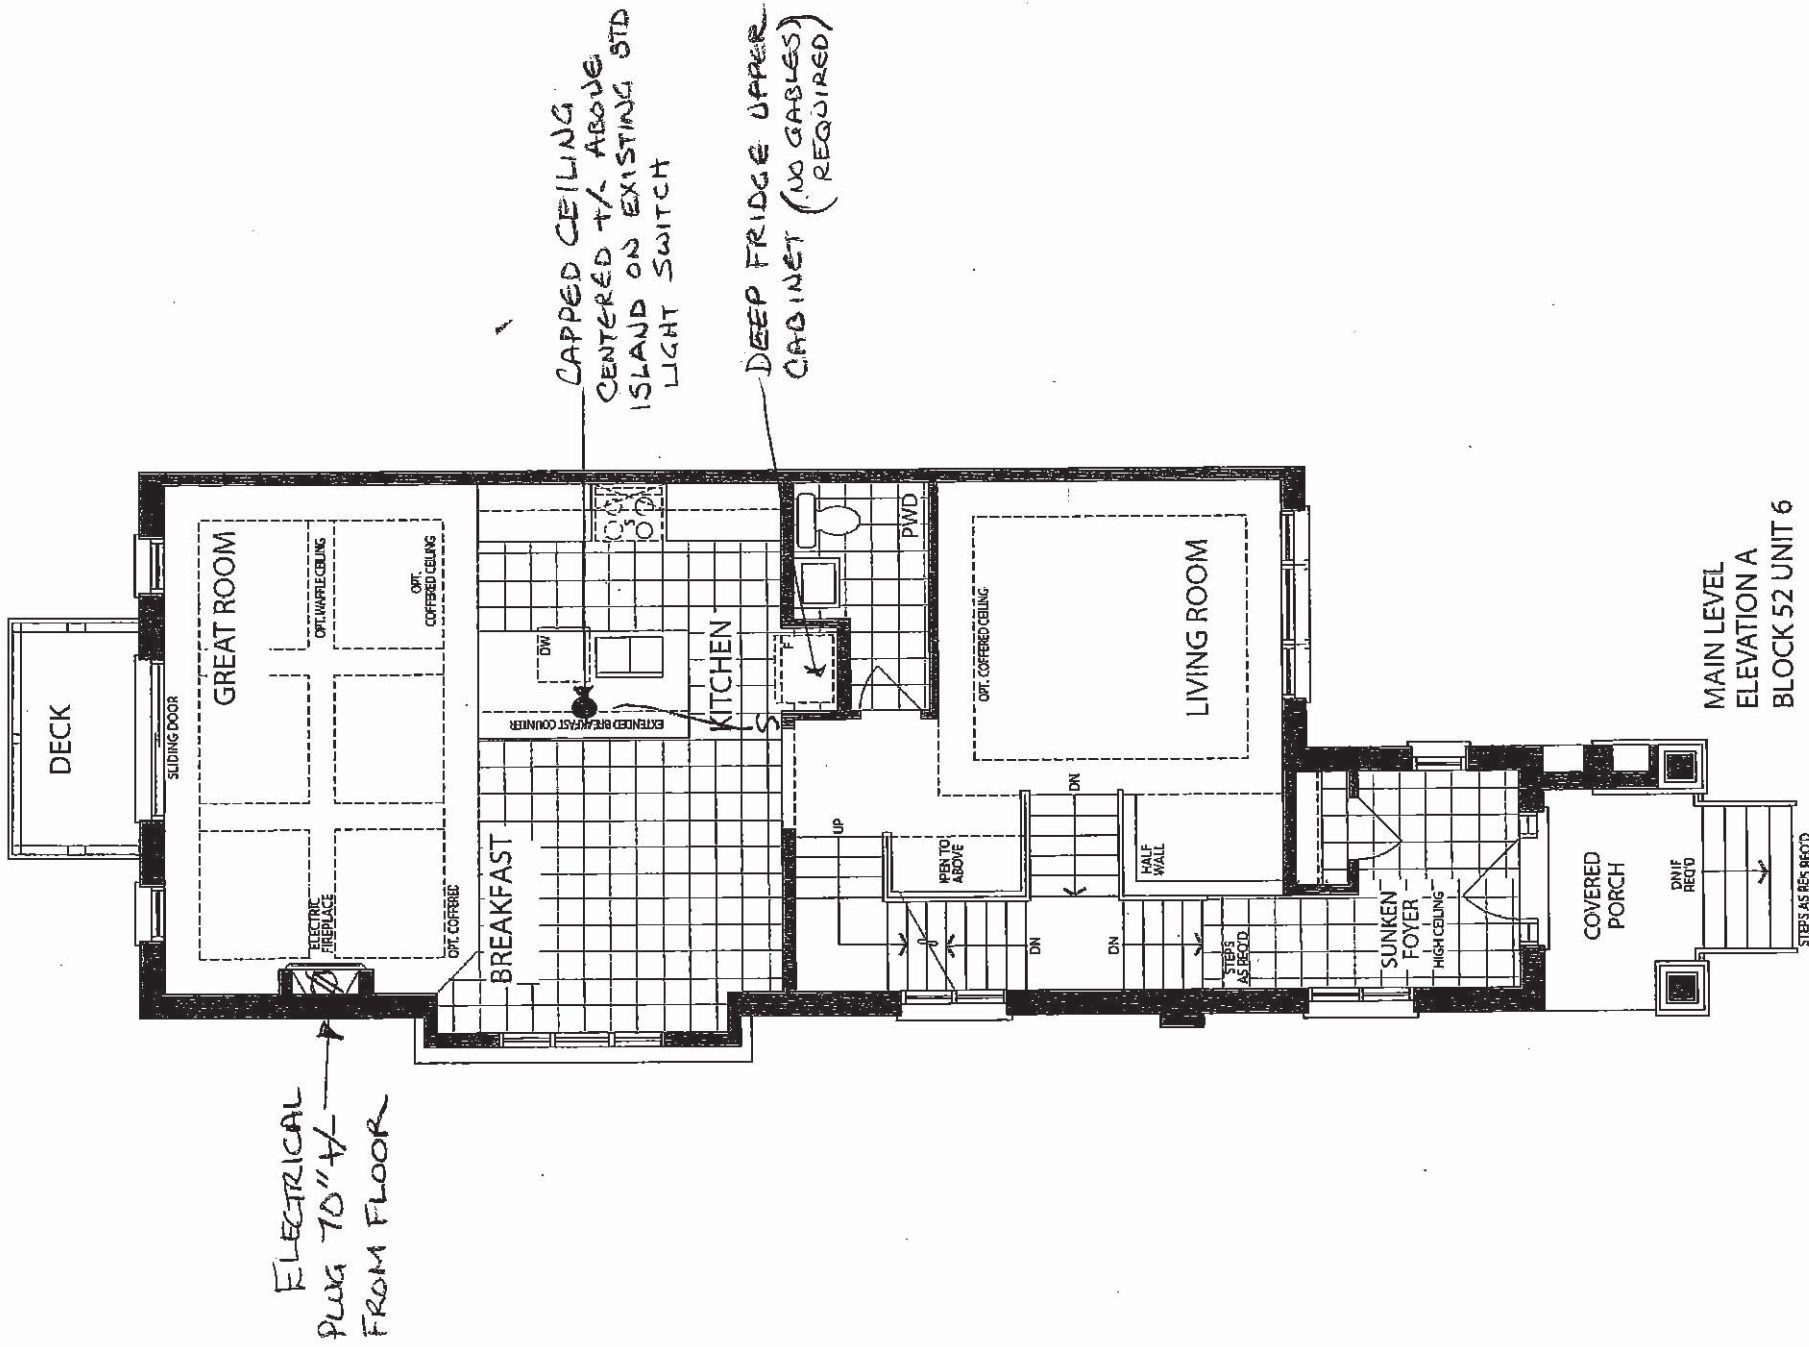 DECK
SLIDING DOOR
GREAT ROOM
OPT. WAFFLE CEILING
OPT.
COFFERED CEILING
ELECTRIC
FIREPLACE
OPT. COFFERED
ELECTRICAL
PLUG 70" +/-
FROM FLOOR
CAPPED CEILING
CENTERED +/- ABOVE
ISLAND ON EXISTING STD
LIGHT SWITCH
DEEP FRIDGE UPPER
CABINET (NO GABLES
REQUIRED)
BREAKFAST
EXTENDED BREAKFAST COUNTER
DW
S
KITCHEN
S
F
PWD
UP
OPEN TO
ABOVE
DN
DN
DN
HALF
WALL
OPT. COFFERED CEILING
LIVING ROOM
STEPS
AS REQ'D
SUNKEN
FOYER
HIGH CEILING
COVERED
PORCH
DN IF
REQ'D
STEPS AS RES REQ'D
MAIN LEVEL
ELEVATION A
BLOCK 52 UNIT 6